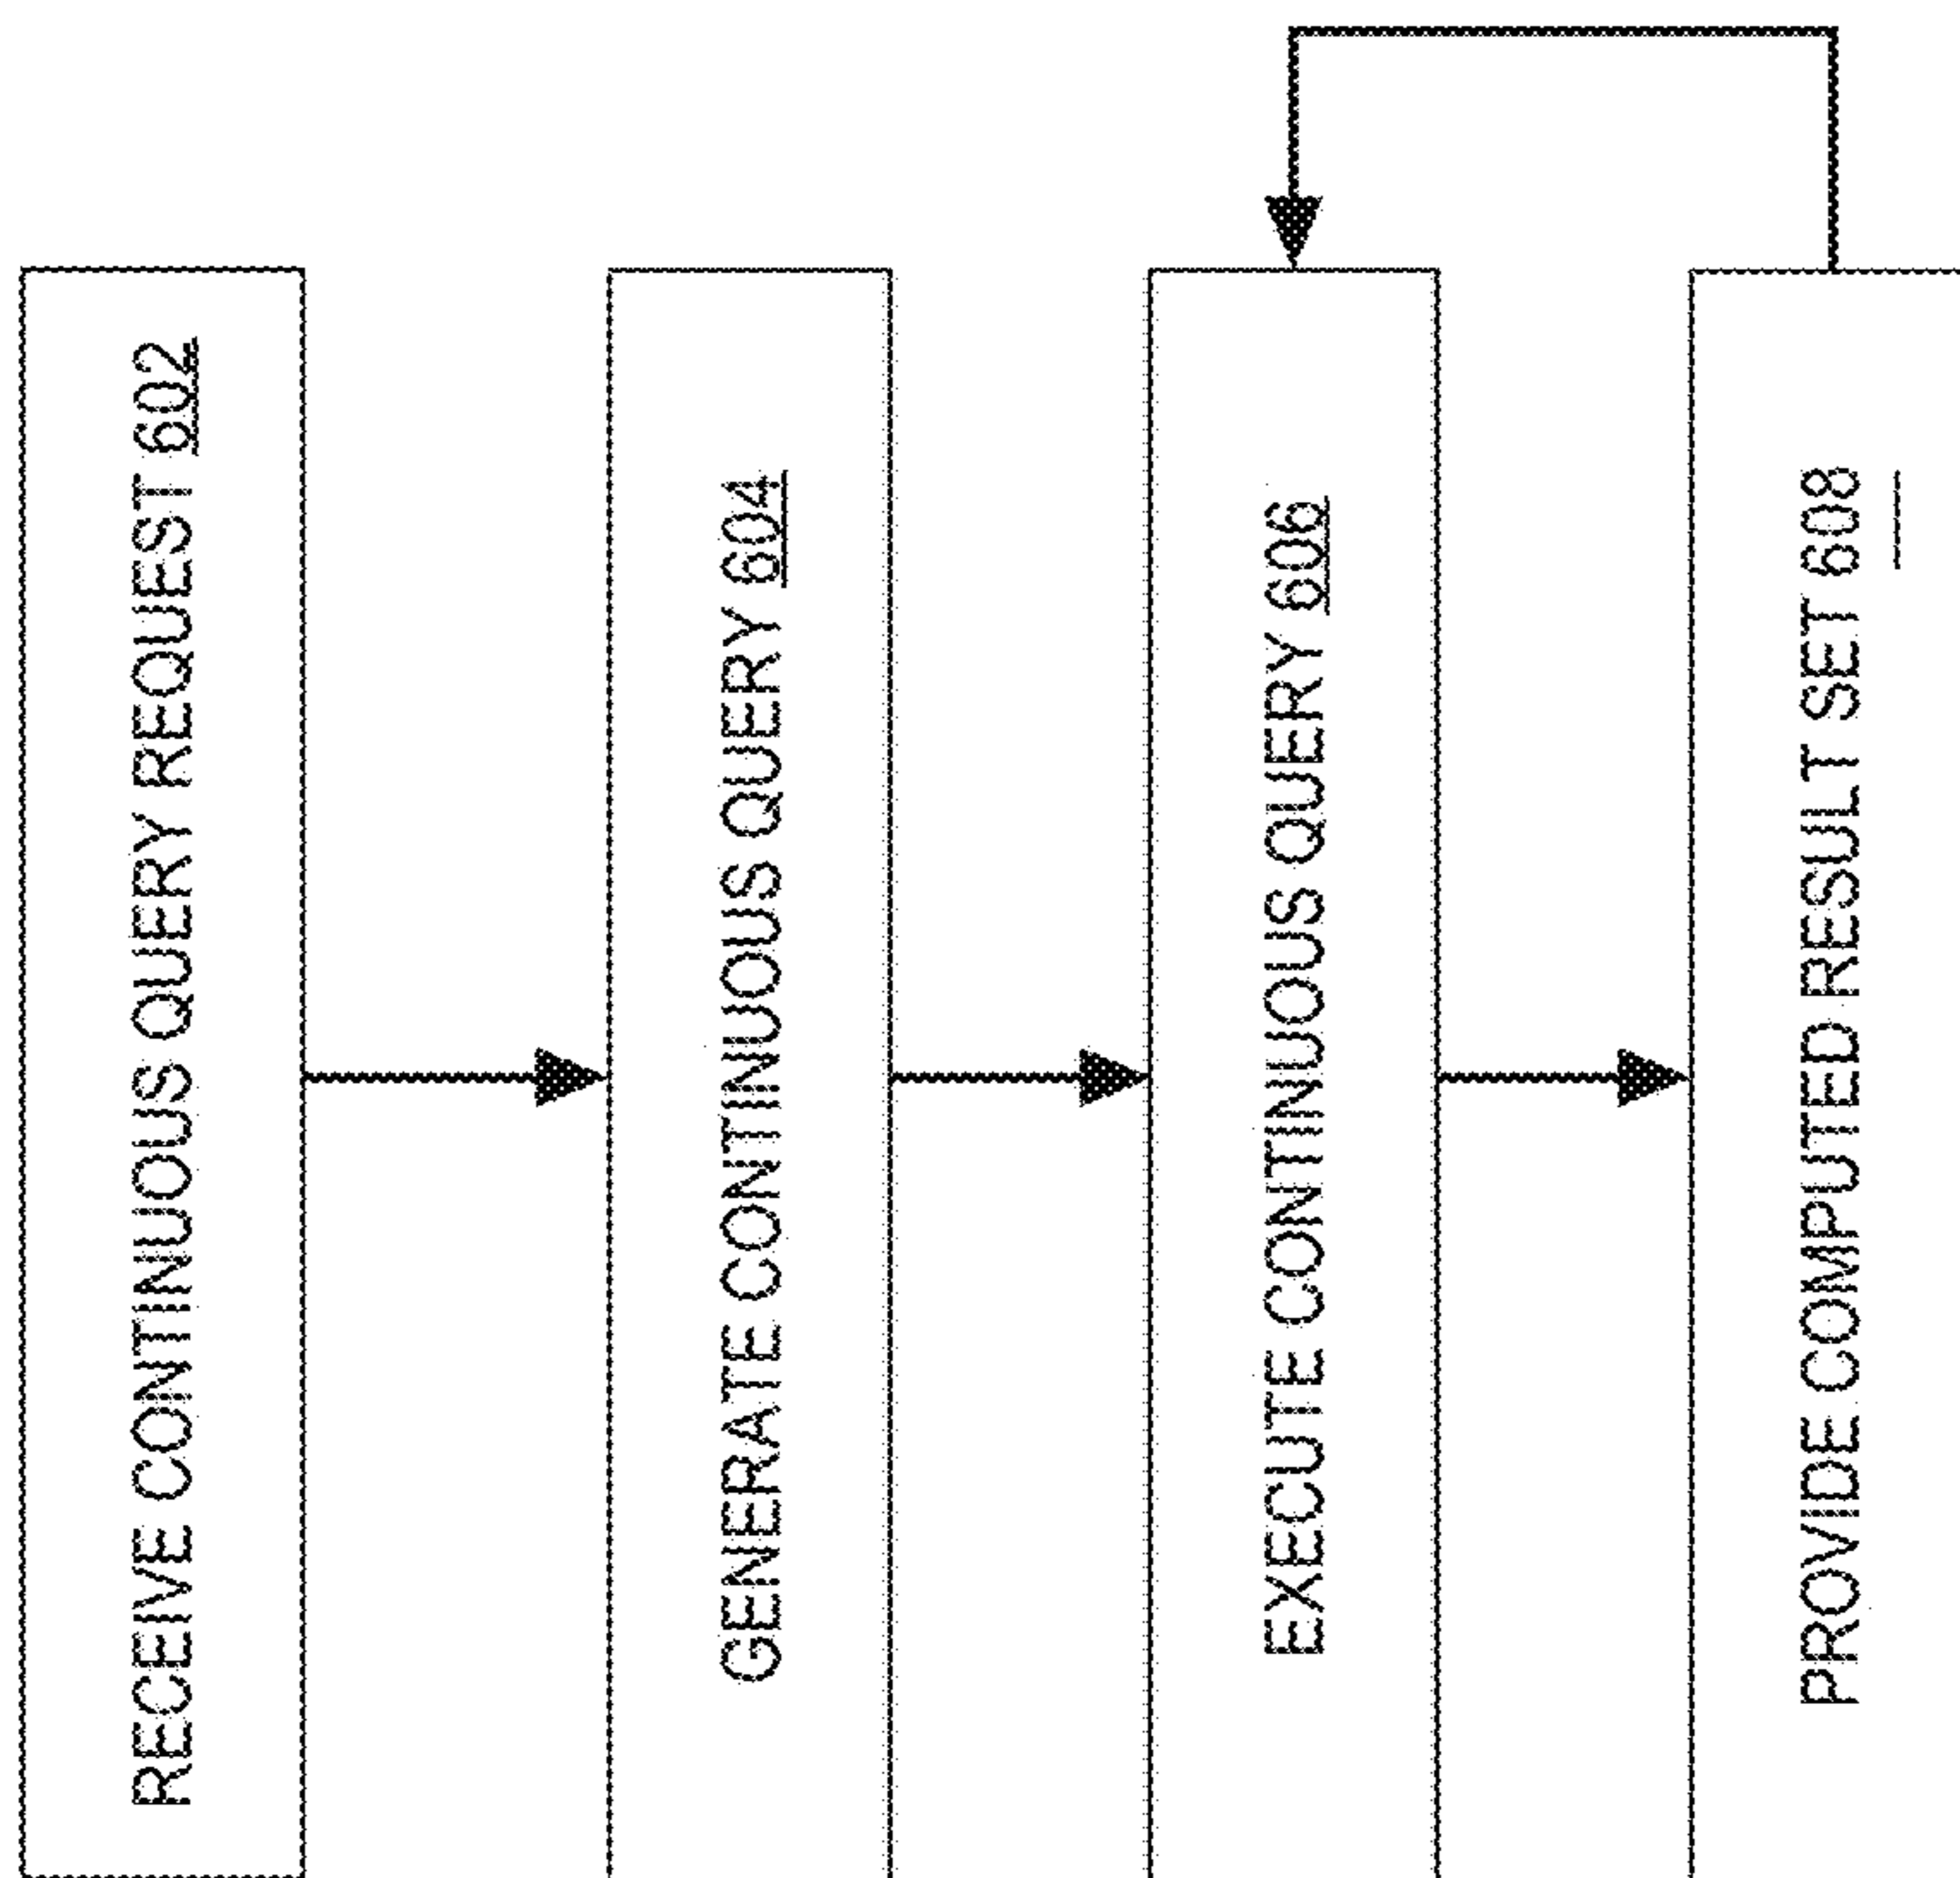 RECEIVE CONTINUOUS QUERY REQUEST 602
GENERATE CONTINUOUS QUERY 604
EXECUTE CONTINUOUS QUERY 606
PROVIDE COMPUTED RESULT SET 608